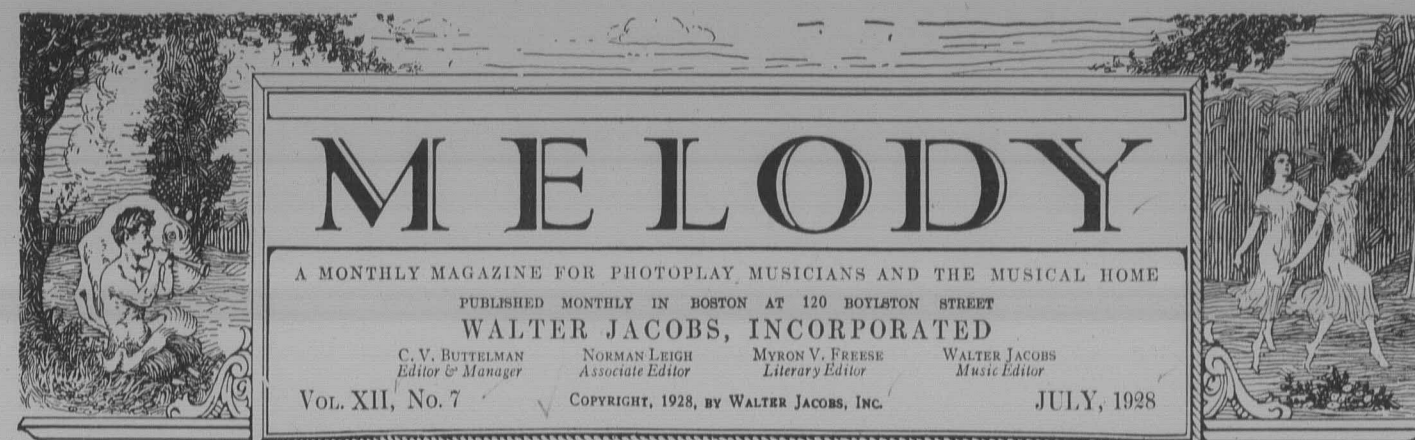 MELODY
A MONTHLY MAGAZINE FOR PHOTOPLAY MUSICIANS AND THE MUSICAL HOME
PUBLISHED MONTHLY IN BOSTON AT 120 BOYLSTON STREET
WALTER JACOBS, INCORPORATED
C. V. BUTTELMAN NORMAN LEIGH MYRON V. FREESE WALTER JACOBS
Editor & Manager Associate Editor Literary Editor Music Editor
VOL. XII, No. 7 COPYRIGHT, 1928, BY WALTER JACOBS, INC. JULY, 1928